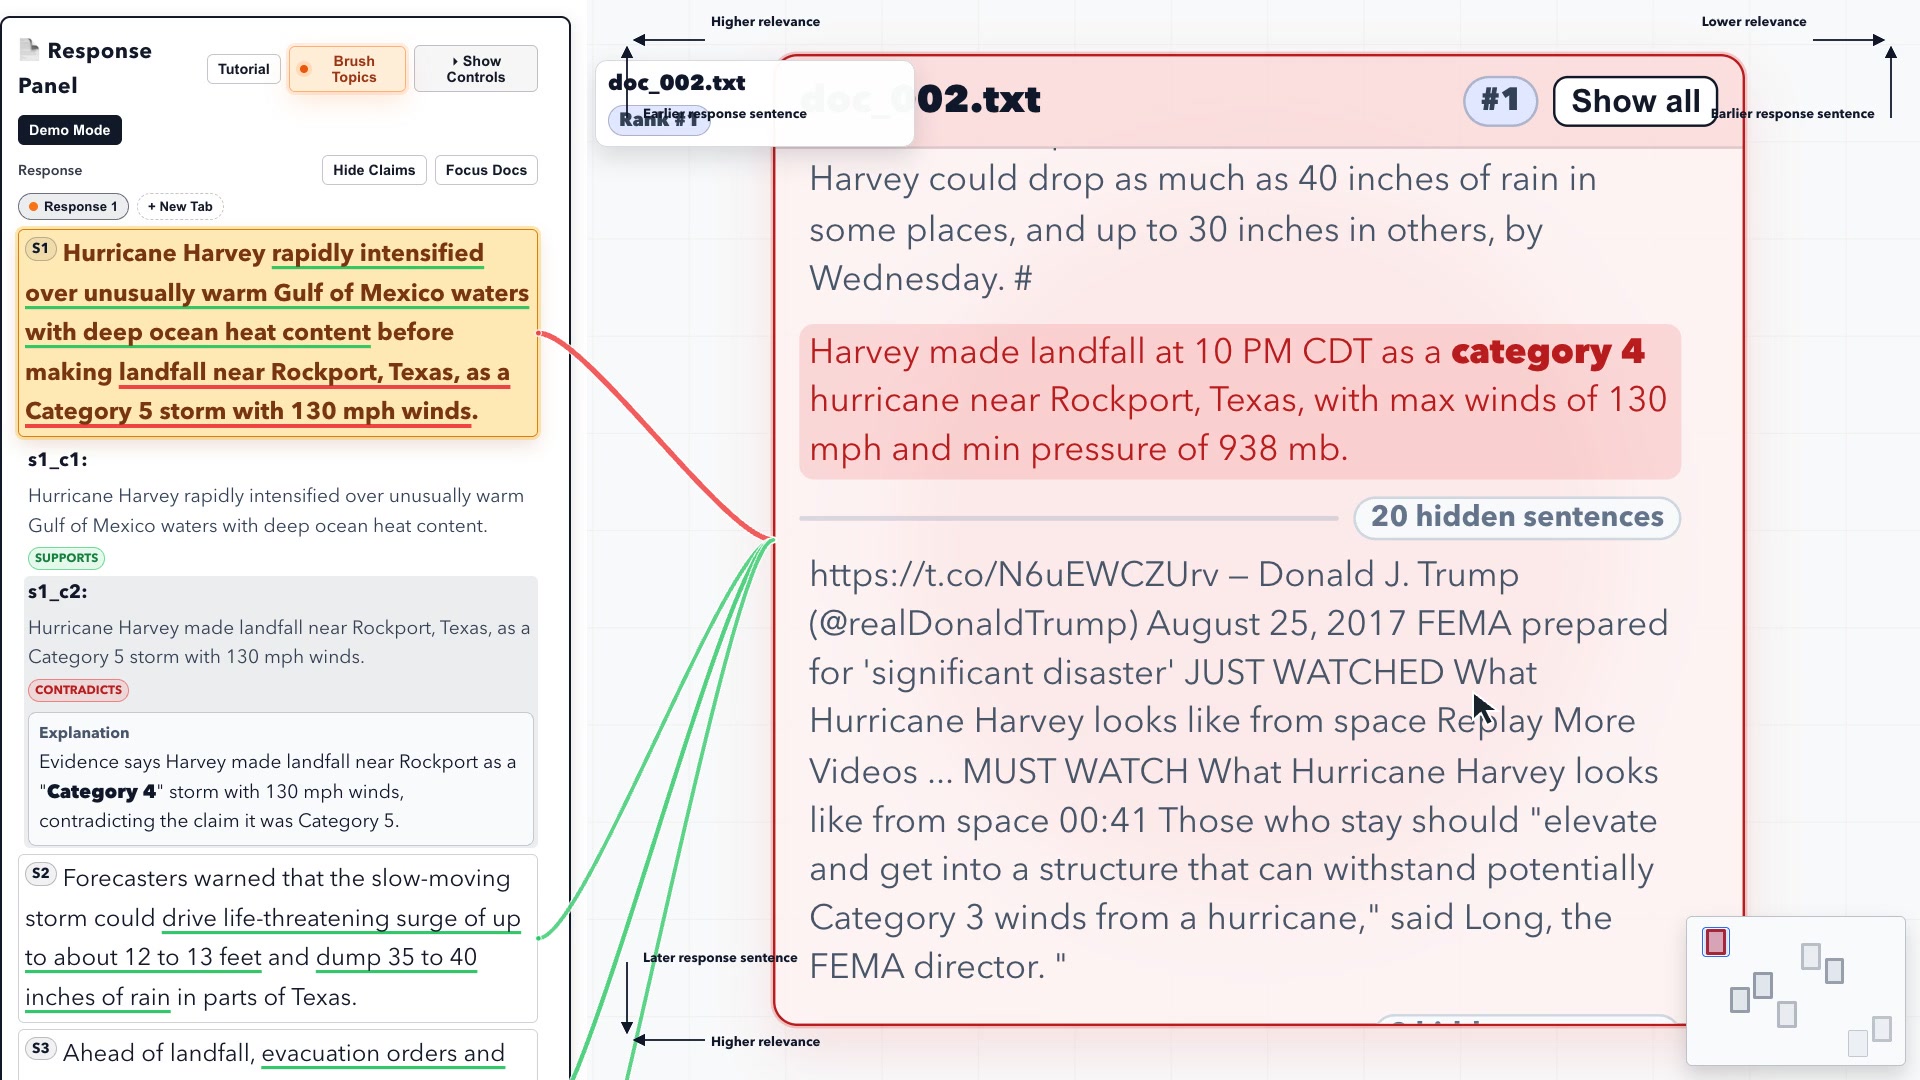 Response
Panel
Tutorial
Brush
Topics
Show
Controls
Demo Mode
Response
Hide Claims
Focus Docs
Response 1
+ New Tab
S1 Hurricane Harvey rapidly intensified
over unusually warm Gulf of Mexico waters
with deep ocean heat content before
making landfall near Rockport, Texas, as a
Category 5 storm with 130 mph winds.
s1_c1:
Hurricane Harvey rapidly intensified over unusually warm
Gulf of Mexico waters with deep ocean heat content.
SUPPORTS
s1_c2:
Hurricane Harvey made landfall near Rockport, Texas, as a
Category 5 storm with 130 mph winds.
CONTRADICTS
Explanation
Evidence says Harvey made landfall near Rockport as a
"Category 4" storm with 130 mph winds,
contradicting the claim it was Category 5.
S2 Forecasters warned that the slow-moving
storm could drive life-threatening surge of up
to about 12 to 13 feet and dump 35 to 40
inches of rain in parts of Texas.
S3 Ahead of landfall, evacuation orders and
Higher relevance
Lower relevance
doc_002.txt
Rank #1
Earlier response sentence
doc_002.txt
#1
Show all
Earlier response sentence
Harvey could drop as much as 40 inches of rain in
some places, and up to 30 inches in others, by
Wednesday. #
Harvey made landfall at 10 PM CDT as a category 4
hurricane near Rockport, Texas, with max winds of 130
mph and min pressure of 938 mb.
20 hidden sentences
https://t.co/N6uEWCZUrv – Donald J. Trump
(@realDonaldTrump) August 25, 2017 FEMA prepared
for 'significant disaster' JUST WATCHED What
Hurricane Harvey looks like from space Replay More
Videos ... MUST WATCH What Hurricane Harvey looks
like from space 00:41 Those who stay should "elevate
and get into a structure that can withstand potentially
Category 3 winds from a hurricane," said Long, the
FEMA director. "
Later response sentence
Higher relevance